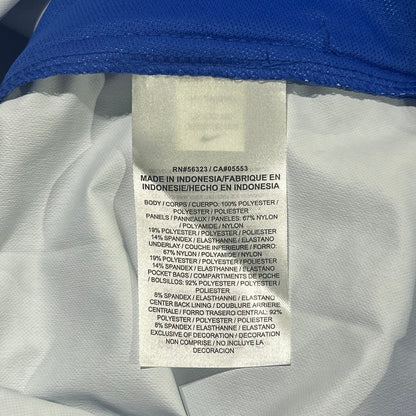 RN#56323 / CA#05553
MADE IN INDONESIA/FABRIQUE EN
INDONESIE/HECHO EN INDONESIA
BODY / CORPS / CUERPO: 100% POLYESTER /
POLYESTER / POLIESTER
PANELS / PANNEAUX / PANELES: 67% NYLON
/ POLYAMIDE / NYLON
19% POLYESTER / POLYESTER / POLIESTER
14% SPANDEX / ELASTHANNE / ELASTANO
UNDERLAY / COUCHE INFERIEURE / FORRO:
67% NYLON / POLYAMIDE / NYLON
19% POLYESTER / POLYESTER / POLIESTER
14% SPANDEX / ELASTHANNE / ELASTANO
POCKET BAGS / COMPARTIMENTS DE POCHE
/ BOLSILLOS: 92% POLYESTER / POLYESTER /
POLIESTER
8% SPANDEX / ELASTHANNE / ELASTANO
CENTER BACK LINING / DOUBLURE ARRIERE
CENTRALE / FORRO TRASERO CENTRAL: 92%
POLYESTER / POLYESTER / POLIESTER
8% SPANDEX / ELASTHANNE / ELASTANO
EXCLUSIVE OF DECORATION / DECORATION
NON COMPRISE / NO INCLUYE LA
DECORACION